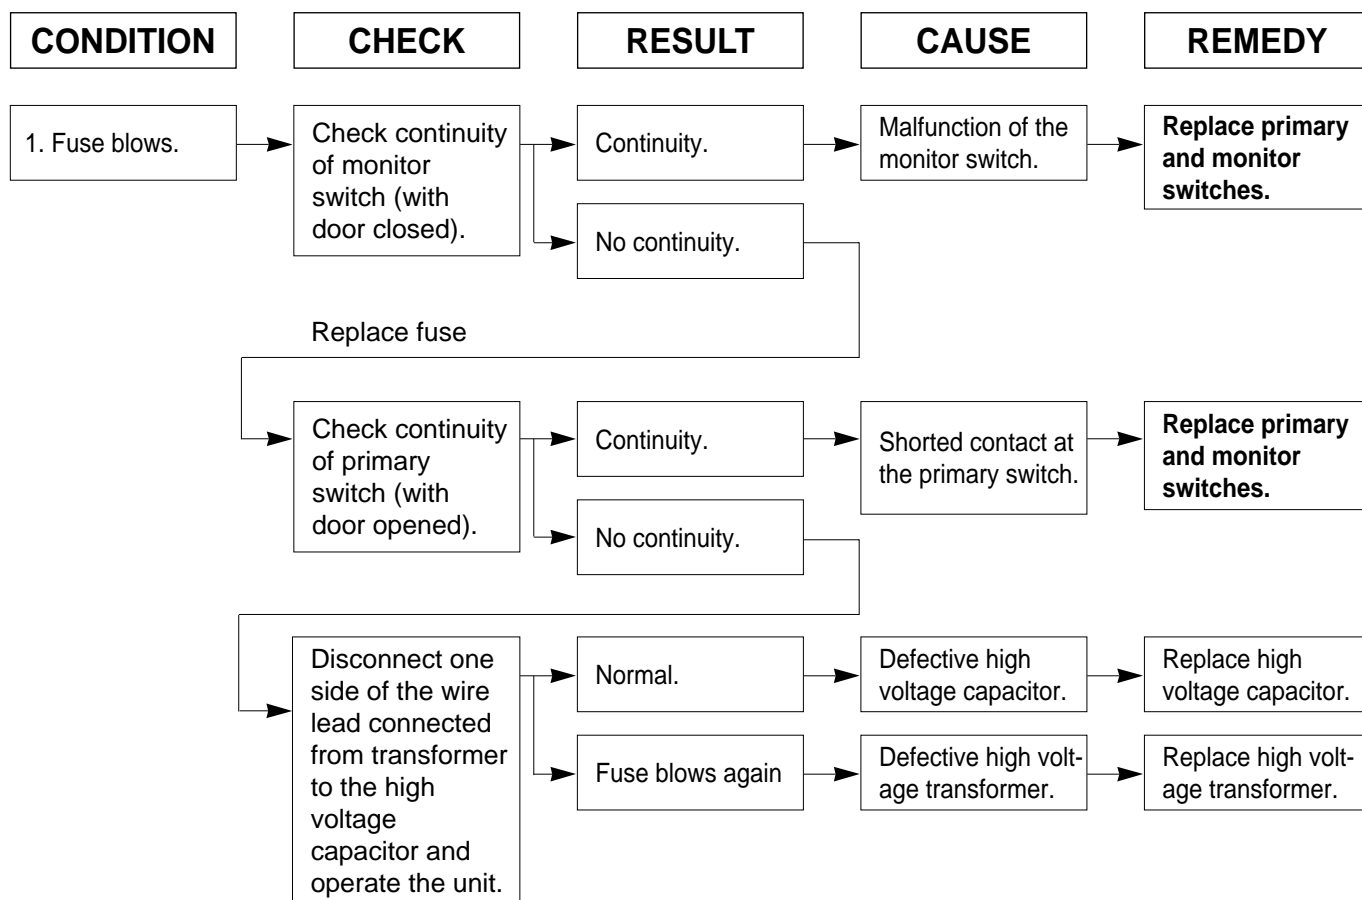 CONDITION
CHECK
RESULT
CAUSE
REMEDY
1. Fuse blows.
Check continuity
of monitor
switch (with
door closed).
Continuity.
Malfunction of the
monitor switch.
Replace primary
and monitor
switches.
No continuity.
Replace fuse
Check continuity
of primary
switch (with
door opened).
Continuity.
Shorted contact at
the primary switch.
Replace primary
and monitor
switches.
No continuity.
Disconnect one
side of the wire
lead connected
from transformer
to the high
voltage
capacitor and
operate the unit.
Normal.
Defective high
voltage capacitor.
Replace high
voltage capacitor.
Fuse blows again
Defective high volt-
age transformer.
Replace high volt-
age transformer.